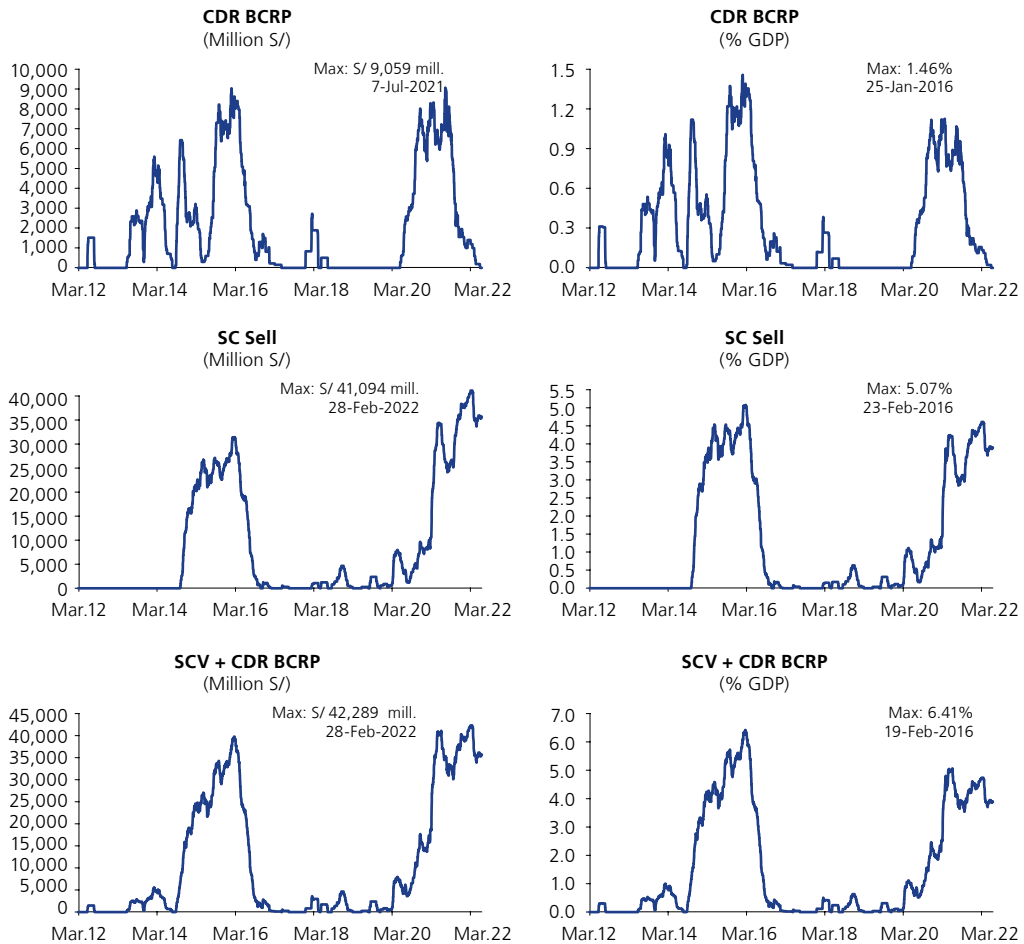 CDR BCRP
(Million S/)
Max: S/ 9,059 mill.
7-Jul-2021
10,000
9,000
8,000
7,000
6,000
5,000
4,000
3,000
2,000
1,000
0
Mar.12 Mar.14 Mar.16 Mar.18 Mar.20 Mar.22
CDR BCRP
(% GDP)
Max: 1.46%
25-Jan-2016
1.5
1.2
0.9
0.6
0.3
0.0
Mar.12 Mar.14 Mar.16 Mar.18 Mar.20 Mar.22
SC Sell
(Million S/)
Max: S/ 41,094 mill.
28-Feb-2022
40,000
35,000
30,000
25,000
20,000
15,000
10,000
5,000
0
Mar.12 Mar.14 Mar.16 Mar.18 Mar.20 Mar.22
SC Sell
(% GDP)
Max: 5.07%
23-Feb-2016
5.5
5.0
4.5
4.0
3.5
3.0
2.5
2.0
1.5
1.0
0.5
0.0
Mar.12 Mar.14 Mar.16 Mar.18 Mar.20 Mar.22
SCV + CDR BCRP
(Million S/)
Max: S/ 42,289 mill.
28-Feb-2022
45,000
40,000
35,000
30,000
25,000
20,000
15,000
10,000
5,000
0
Mar.12 Mar.14 Mar.16 Mar.18 Mar.20 Mar.22
SCV + CDR BCRP
(% GDP)
Max: 6.41%
19-Feb-2016
7.0
6.0
5.0
4.0
3.0
2.0
1.0
0.0
Mar.12 Mar.14 Mar.16 Mar.18 Mar.20 Mar.22